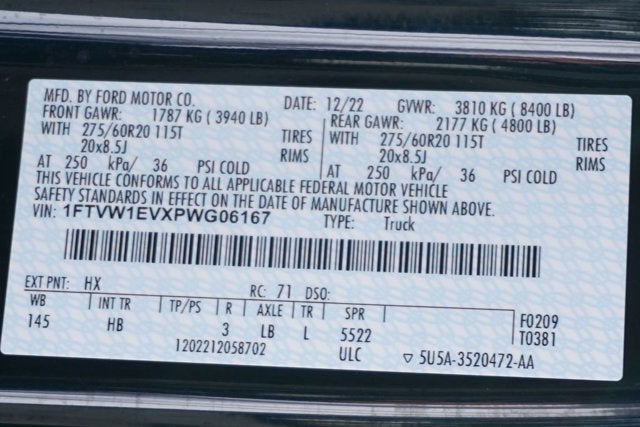 MFD. BY FORD MOTOR CO. DATE: 12/22 GVWR: 3810 KG ( 8400 LB)
FRONT GAWR: 1787 KG ( 3940 LB) REAR GAWR: 2177 KG ( 4800 LB)
WITH 275/60R20 115T TIRES WITH 275/60R20 115T TIRES
20x8.5J RIMS 20x8.5J RIMS
AT 250 kPa/ 36 PSI COLD AT 250 kPa/ 36 PSI COLD
THIS VEHICLE CONFORMS TO ALL APPLICABLE FEDERAL MOTOR VEHICLE
SAFETY STANDARDS IN EFFECT ON THE DATE OF MANUFACTURE SHOWN ABOVE.
VIN: 1FTVW1EVXPWG06167 TYPE: Truck
EXT PNT: HX RC: 71 DSO:
WB INT TR TP/PS R AXLE TR SPR F0209
145 HB 3 LB L 5522 T0381
1202212058702 ULC ▽ 5U5A-3520472-AA